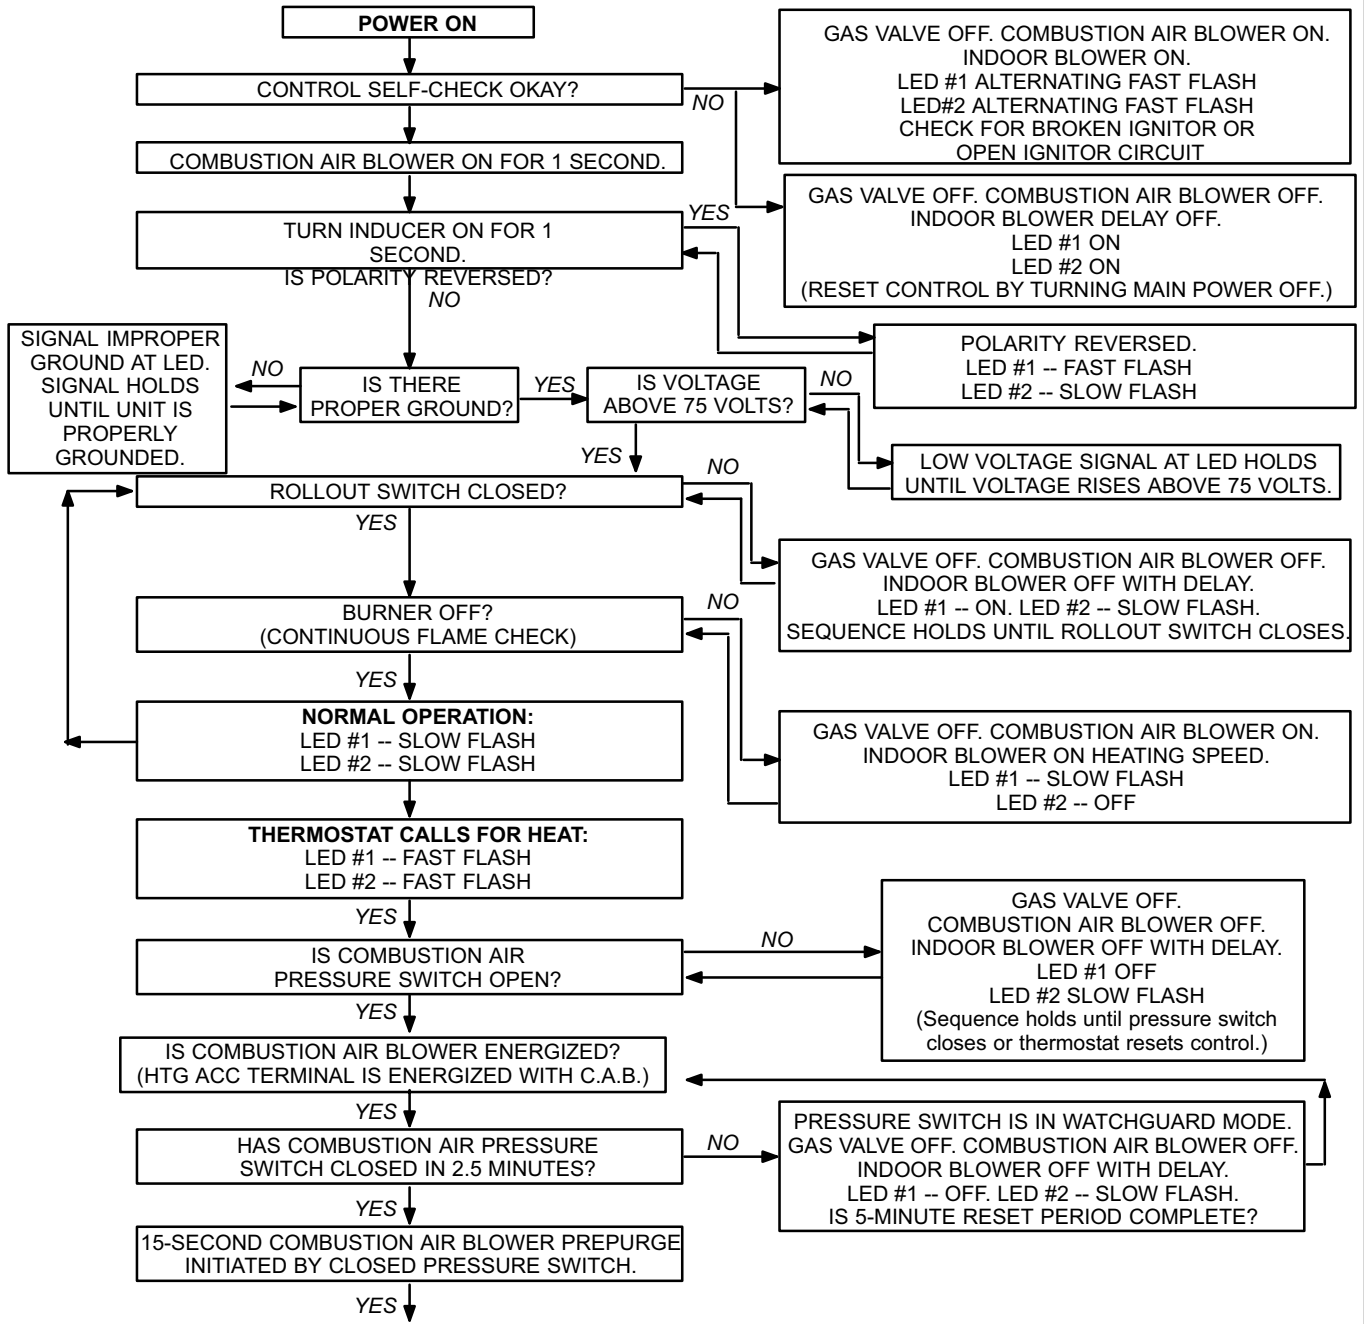 POWER ON
CONTROL SELF-CHECK OKAY?
NO
GAS VALVE OFF. COMBUSTION AIR BLOWER ON.
INDOOR BLOWER ON.
LED #1 ALTERNATING FAST FLASH
LED#2 ALTERNATING FAST FLASH
CHECK FOR BROKEN IGNITOR OR
OPEN IGNITOR CIRCUIT
COMBUSTION AIR BLOWER ON FOR 1 SECOND.
GAS VALVE OFF. COMBUSTION AIR BLOWER OFF.
INDOOR BLOWER DELAY OFF.
LED #1 ON
LED #2 ON
(RESET CONTROL BY TURNING MAIN POWER OFF.)
TURN INDUCER ON FOR 1
SECOND.
IS POLARITY REVERSED?
YES
NO
POLARITY REVERSED.
LED #1 -- FAST FLASH
LED #2 -- SLOW FLASH
SIGNAL IMPROPER
GROUND AT LED.
SIGNAL HOLDS
UNTIL UNIT IS
PROPERLY
GROUNDED.
NO
IS THERE
PROPER GROUND?
YES
IS VOLTAGE
ABOVE 75 VOLTS?
NO
YES
LOW VOLTAGE SIGNAL AT LED HOLDS
UNTIL VOLTAGE RISES ABOVE 75 VOLTS.
ROLLOUT SWITCH CLOSED?
NO
YES
GAS VALVE OFF. COMBUSTION AIR BLOWER OFF.
INDOOR BLOWER OFF WITH DELAY.
LED #1 -- ON. LED #2 -- SLOW FLASH.
SEQUENCE HOLDS UNTIL ROLLOUT SWITCH CLOSES.
BURNER OFF?
(CONTINUOUS FLAME CHECK)
NO
YES
GAS VALVE OFF. COMBUSTION AIR BLOWER ON.
INDOOR BLOWER ON HEATING SPEED.
LED #1 -- SLOW FLASH
LED #2 -- OFF
NORMAL OPERATION:
LED #1 -- SLOW FLASH
LED #2 -- SLOW FLASH
THERMOSTAT CALLS FOR HEAT:
LED #1 -- FAST FLASH
LED #2 -- FAST FLASH
YES
IS COMBUSTION AIR
PRESSURE SWITCH OPEN?
NO
YES
GAS VALVE OFF.
COMBUSTION AIR BLOWER OFF.
INDOOR BLOWER OFF WITH DELAY.
LED #1 OFF
LED #2 SLOW FLASH
(Sequence holds until pressure switch
closes or thermostat resets control.)
IS COMBUSTION AIR BLOWER ENERGIZED?
(HTG ACC TERMINAL IS ENERGIZED WITH C.A.B.)
YES
HAS COMBUSTION AIR PRESSURE
SWITCH CLOSED IN 2.5 MINUTES?
NO
YES
PRESSURE SWITCH IS IN WATCHGUARD MODE.
GAS VALVE OFF. COMBUSTION AIR BLOWER OFF.
INDOOR BLOWER OFF WITH DELAY.
LED #1 -- OFF. LED #2 -- SLOW FLASH.
IS 5-MINUTE RESET PERIOD COMPLETE?
15-SECOND COMBUSTION AIR BLOWER PREPURGE
INITIATED BY CLOSED PRESSURE SWITCH.
YES